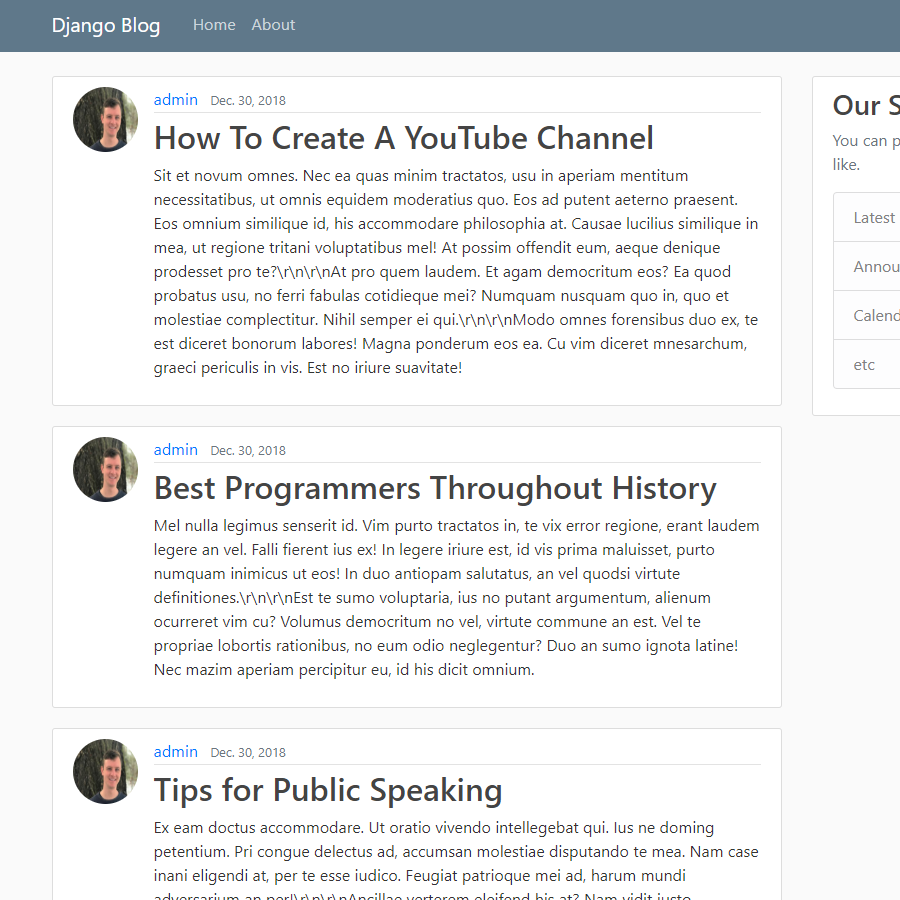 Django Blog Home About
admin Dec. 30, 2018
How To Create A YouTube Channel
Sit et novum omnes. Nec ea quas minim tractatos, usu in aperiam mentitum
necessitatibus, ut omnis equidem moderatius quo. Eos ad putent aeterno praesent.
Eos omnium similique id, his accommodare philosophia at. Causae lucilius similique in
mea, ut regione tritani voluptatibus mel! At possim offendit eum, aeque denique
prodesset pro te?\r\n\r\nAt pro quem laudem. Et agam democritum eos? Ea quod
probatus usu, no ferri fabulas cotidieque mei? Numquam nusquam quo in, quo et
molestiae complectitur. Nihil semper ei qui.\r\n\r\nModo omnes forensibus duo ex, te
est diceret bonorum labores! Magna ponderum eos ea. Cu vim diceret mnesarchum,
graeci periculis in vis. Est no iriure suavitate!
admin Dec. 30, 2018
Best Programmers Throughout History
Mel nulla legimus senserit id. Vim purto tractatos in, te vix error regione, erant laudem
legere an vel. Falli fierent ius ex! In legere iriure est, id vis prima maluisset, purto
numquam inimicus ut eos! In duo antiopam salutatus, an vel quodsi virtute
definitiones.\r\n\r\nEst te sumo voluptaria, ius no putant argumentum, alienum
ocurreret vim cu? Volumus democritum no vel, virtute commune an est. Vel te
propriae lobortis rationibus, no eum odio neglegentur? Duo an sumo ignota latine!
Nec mazim aperiam percipitur eu, id his dicit omnium.
admin Dec. 30, 2018
Tips for Public Speaking
Ex eam doctus accommodare. Ut oratio vivendo intellegebat qui. Ius ne doming
petentium. Pri congue delectus ad, accumsan molestiae disputando te mea. Nam case
inani eligendi at, per te esse iudico. Feugiat patrioque mei ad, harum mundi
adversarium an per!\r\n\r\nAncillae verterem eleifend his at? Nam vidit iusto
Our S
You can p
like.
Latest
Annou
Calend
etc